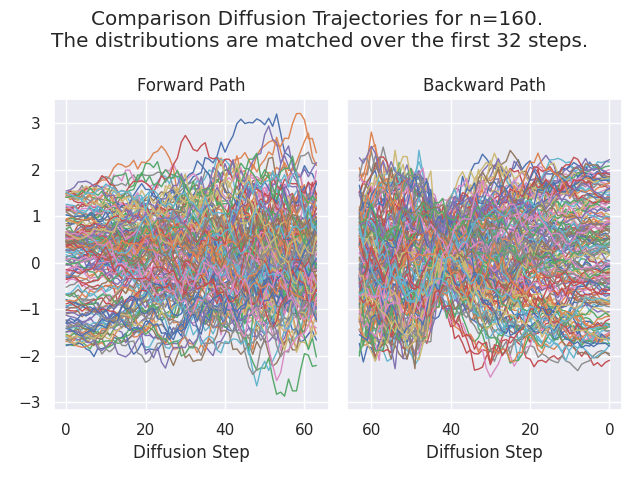 Comparison Diffusion Trajectories for n=160.
The distributions are matched over the first 32 steps.
Forward Path
Backward Path
3
2
1
0
−1
−2
−3
0 20 40 60
60 40 20 0
Diffusion Step
Diffusion Step